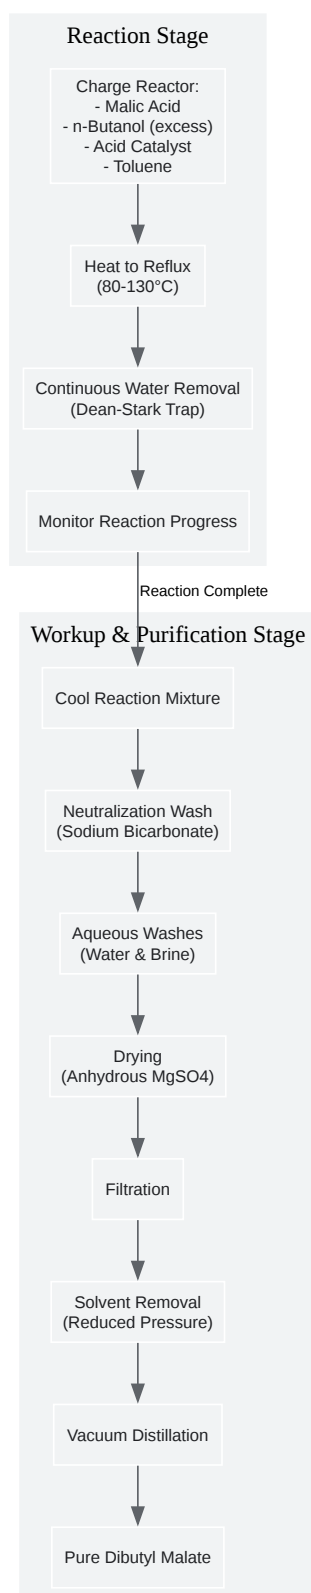 Reaction Stage
Charge Reactor:
- Malic Acid
- n-Butanol (excess)
- Acid Catalyst
- Toluene
Heat to Reflux
(80-130°C)
Continuous Water Removal
(Dean-Stark Trap)
Monitor Reaction Progress
Reaction Complete
Workup & Purification Stage
Cool Reaction Mixture
Neutralization Wash
(Sodium Bicarbonate)
Aqueous Washes
(Water & Brine)
Drying
(Anhydrous MgSO4)
Filtration
Solvent Removal
(Reduced Pressure)
Vacuum Distillation
Pure Dibutyl Malate